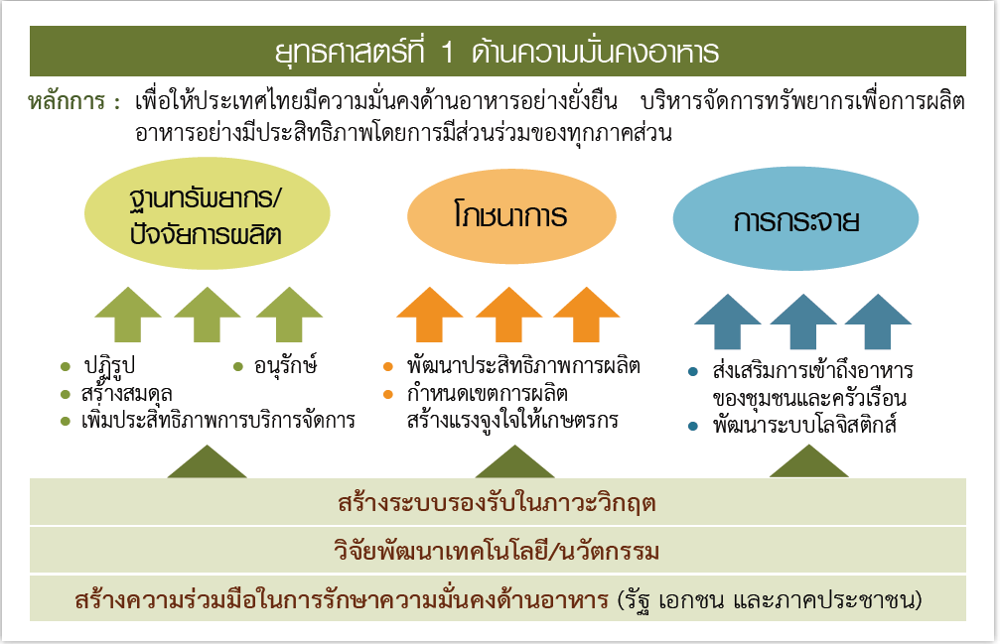 ยุทธศาสตร์ที่ 1 ด้านความมั่นคงอาหาร
หลักการ : เพื่อให้ประเทศไทยมีความมั่นคงด้านอาหารอย่างยั่งยืน บริหารจัดการทรัพยากรเพื่อการผลิต
อาหารอย่างมีประสิทธิภาพโดยการมีส่วนร่วมของทุกภาคส่วน
ฐานทรัพยากร/
ปัจจัยการผลิต
โภชนาการ
การกระจาย
• ปฏิรูป • อนุรักษ์
• สร้างสมดุล
• เพิ่มประสิทธิภาพการบริการจัดการ
• พัฒนาประสิทธิภาพการผลิต
• กำหนดเขตการผลิต
สร้างแรงจูงใจให้เกษตรกร
• ส่งเสริมการเข้าถึงอาหาร
ของชุมชนและครัวเรือน
• พัฒนาระบบโลจิสติกส์
สร้างระบบรองรับในภาวะวิกฤต
วิจัยพัฒนาเทคโนโลยี/นวัตกรรม
สร้างความร่วมมือในการรักษาความมั่นคงด้านอาหาร (รัฐ เอกชน และภาคประชาชน)